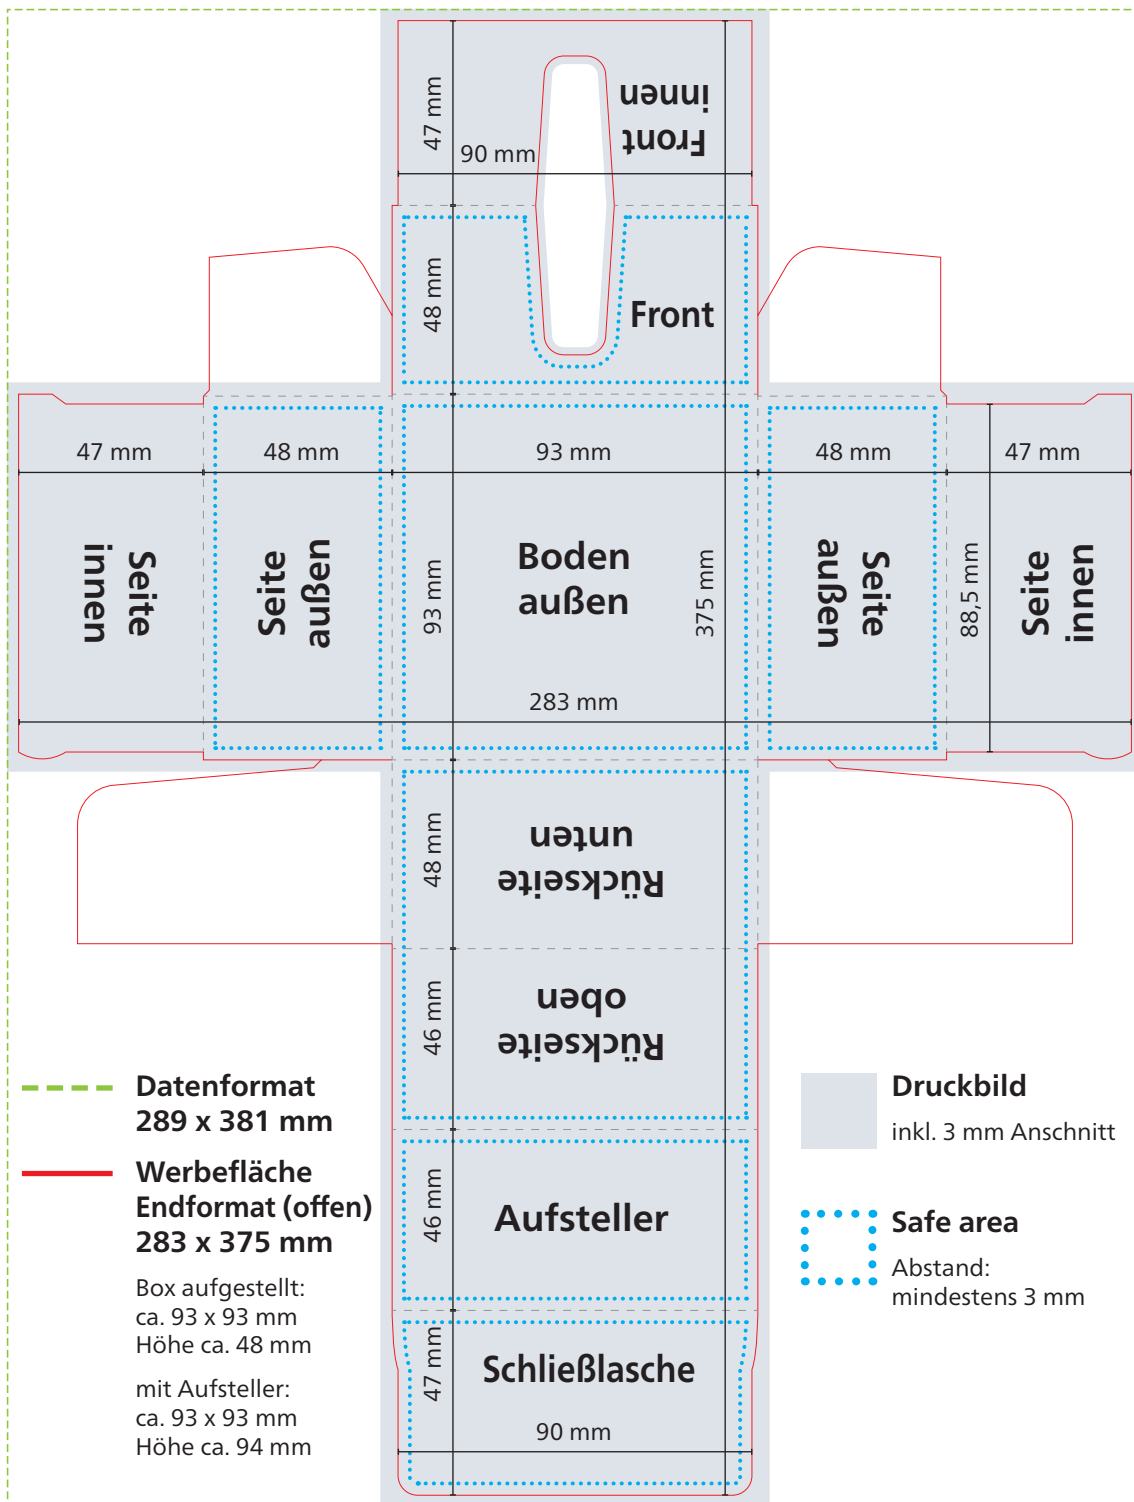 Front
innen
47 mm
90 mm
48 mm
Front
47 mm
48 mm
93 mm
48 mm
47 mm
Seite
innen
Seite
außen
93 mm
Boden
außen
375 mm
Seite
außen
88,5 mm
Seite
innen
283 mm
48 mm
Rückseite
unten
46 mm
Rückseite
oben
46 mm
Aufsteller
47 mm
Schließlasche
90 mm
Datenformat
289 x 381 mm
Werbefläche
Endformat (offen)
283 x 375 mm
Box aufgestellt:
ca. 93 x 93 mm
Höhe ca. 48 mm
mit Aufsteller:
ca. 93 x 93 mm
Höhe ca. 94 mm
Druckbild
inkl. 3 mm Anschnitt
Safe area
Abstand:
mindestens 3 mm